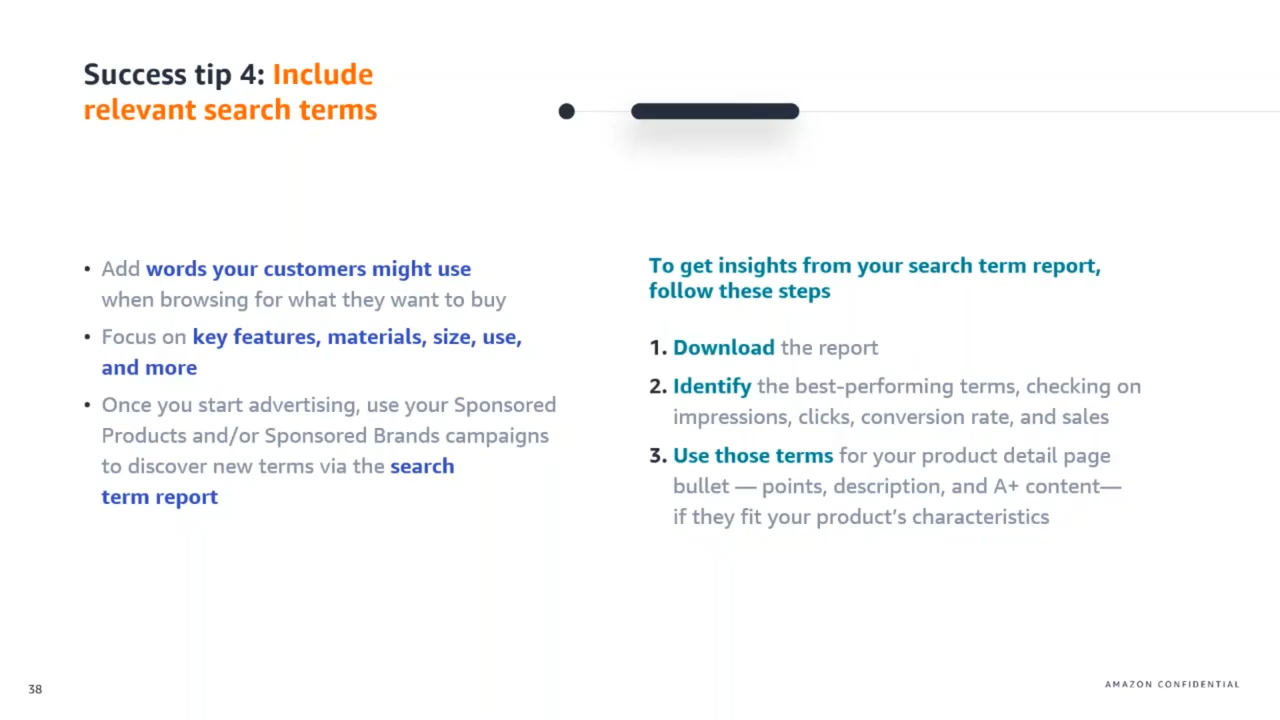 Success tip 4: Include
relevant search terms
• Add words your customers might use
when browsing for what they want to buy
• Focus on key features, materials, size, use,
and more
• Once you start advertising, use your Sponsored
Products and/or Sponsored Brands campaigns
to discover new terms via the search
term report
To get insights from your search term report,
follow these steps
1. Download the report
2. Identify the best-performing terms, checking on
impressions, clicks, conversion rate, and sales
3. Use those terms for your product detail page
bullet — points, description, and A+ content—
if they fit your product’s characteristics
38
AMAZON CONFIDENTIAL